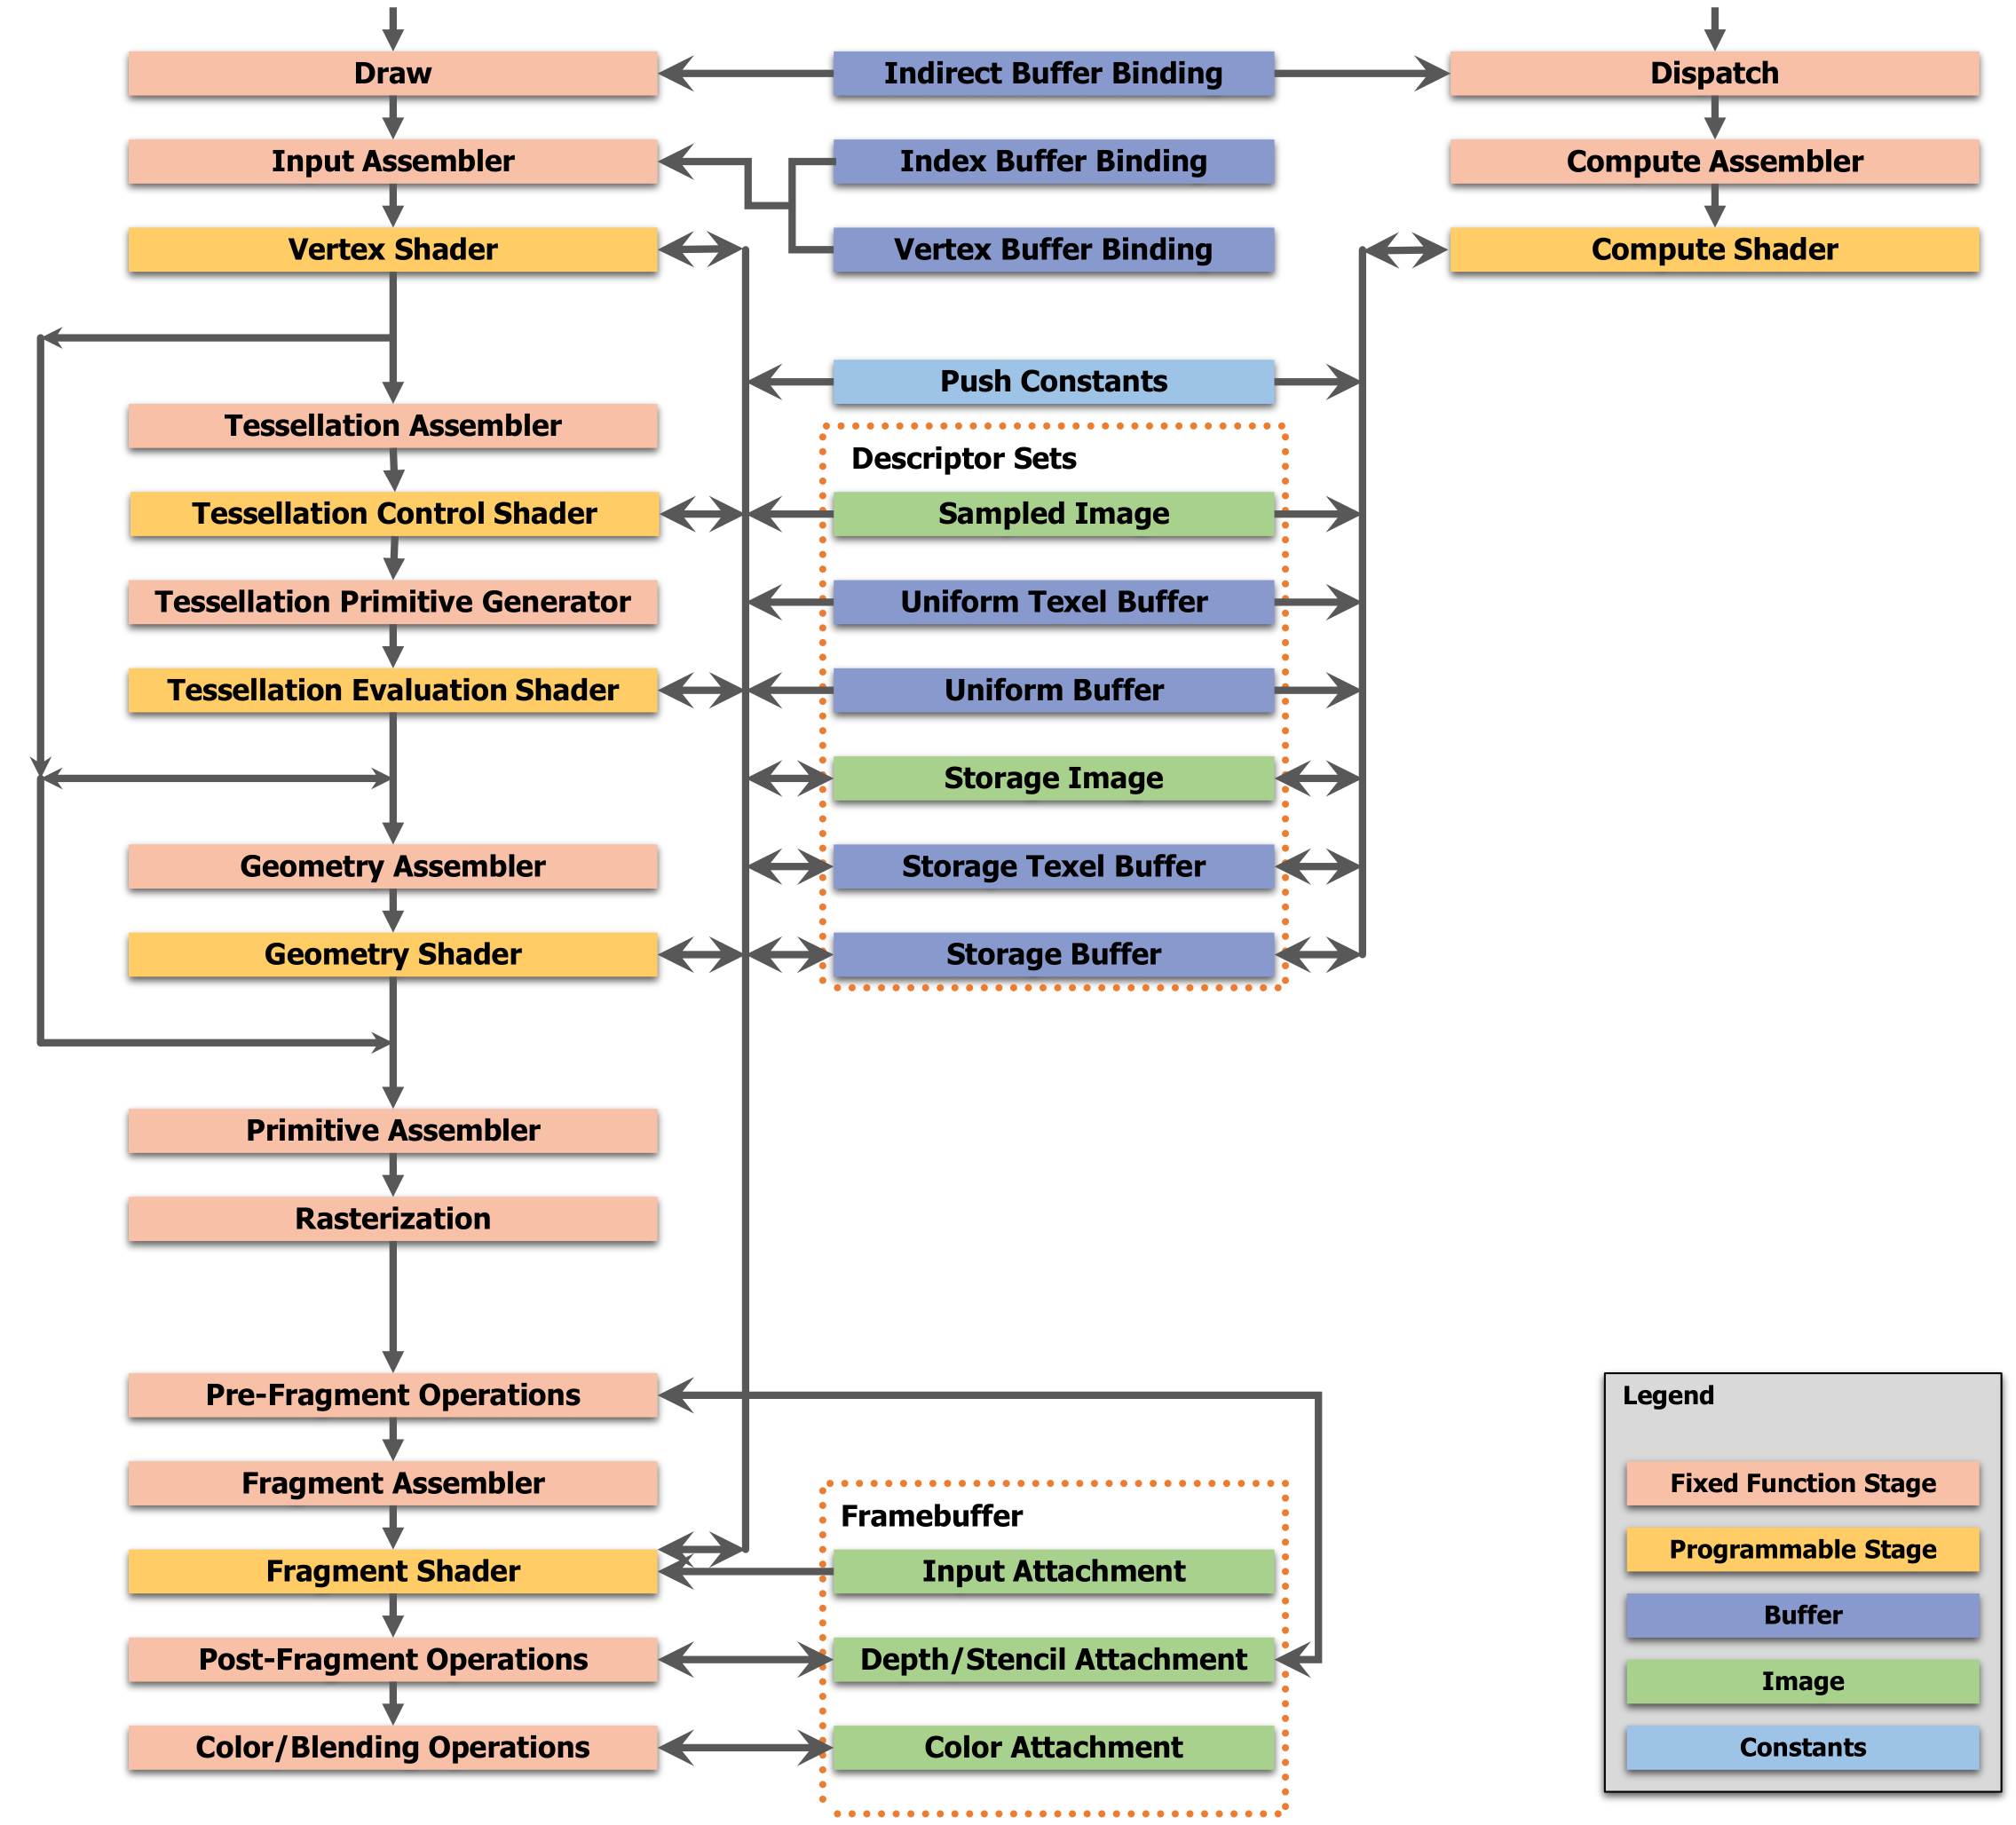 Draw
Indirect Buffer Binding
Dispatch
Input Assembler
Index Buffer Binding
Compute Assembler
Vertex Shader
Vertex Buffer Binding
Compute Shader
Push Constants
Tessellation Assembler
Descriptor Sets
Tessellation Control Shader
Sampled Image
Tessellation Primitive Generator
Uniform Texel Buffer
Tessellation Evaluation Shader
Uniform Buffer
Storage Image
Geometry Assembler
Storage Texel Buffer
Geometry Shader
Storage Buffer
Primitive Assembler
Rasterization
Pre-Fragment Operations
Fragment Assembler
Framebuffer
Fragment Shader
Input Attachment
Post-Fragment Operations
Depth/Stencil Attachment
Color/Blending Operations
Color Attachment
Legend
Fixed Function Stage
Programmable Stage
Buffer
Image
Constants